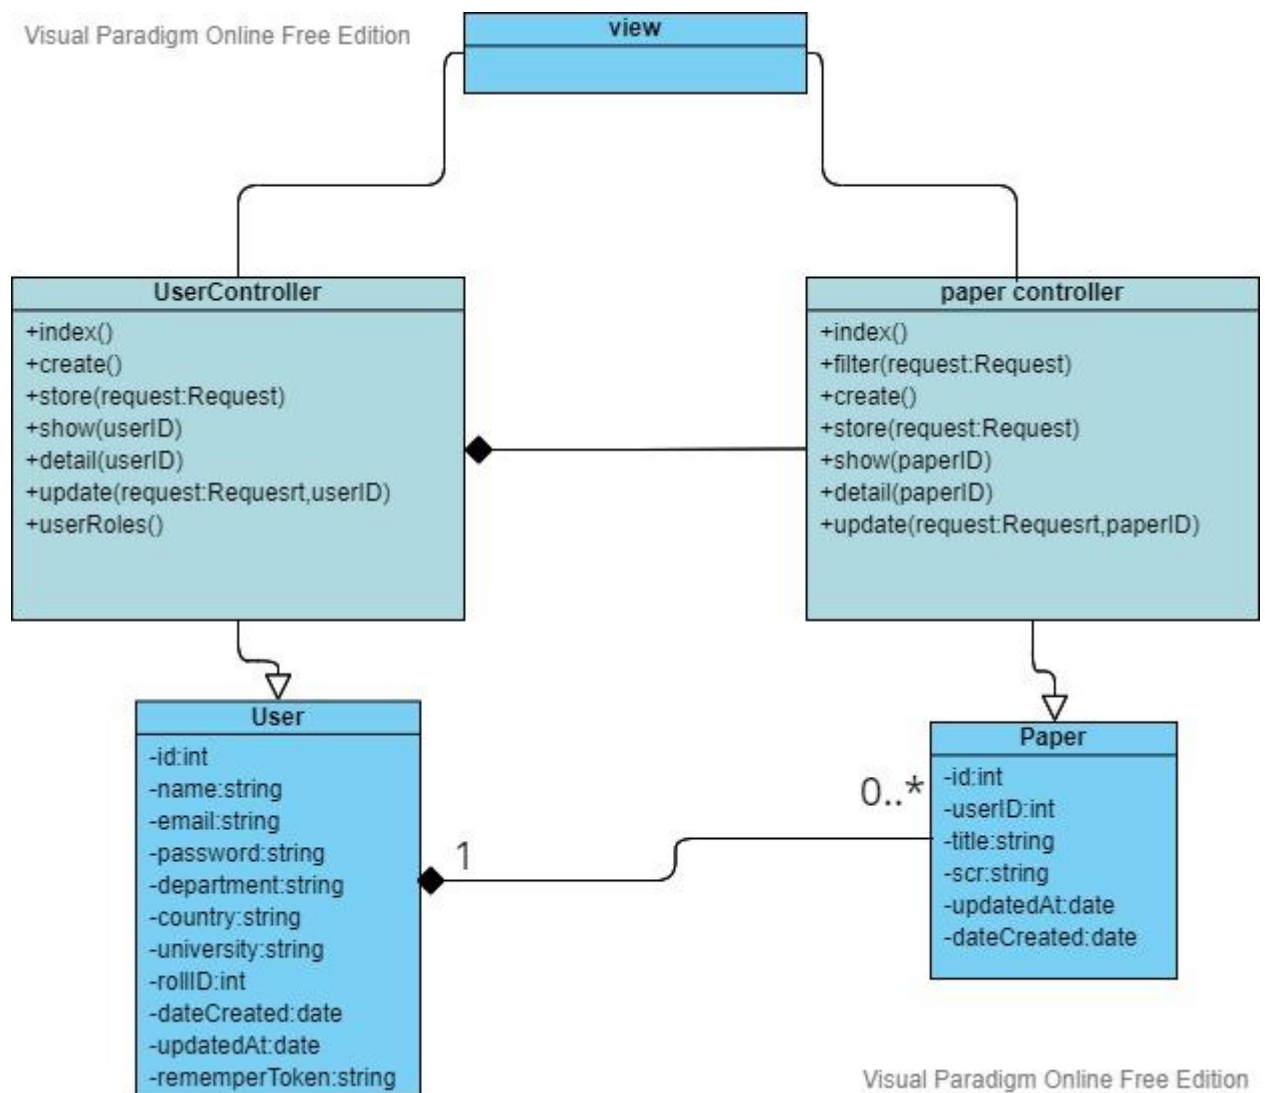 Visual Paradigm Online Free Edition
view
UserController
+index()
+create()
+store(request:Request)
+show(userID)
+detail(userID)
+update(request:Requesrt,userID)
+userRoles()
paper controller
+index()
+filter(request:Request)
+create()
+store(request:Request)
+show(paperID)
+detail(paperID)
+update(request:Requesrt,paperID)
User
-id:int
-name:string
-email:string
-password:string
-department:string
-country:string
-university:string
-rollID:int
-dateCreated:date
-updatedAt:date
-rememperToken:string
1
0..*
Paper
-id:int
-userID:int
-title:string
-scr:string
-updatedAt:date
-dateCreated:date
Visual Paradigm Online Free Edition